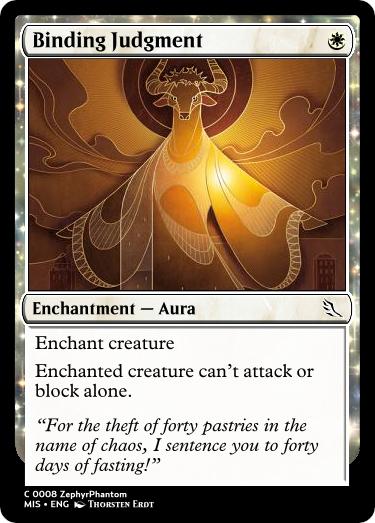 Binding Judgment
Enchantment — Aura
Enchant creature
Enchanted creature can't attack or
block alone.
“For the theft of forty pastries in the
name of chaos, I sentence you to forty
days of fasting!”
C 0008 ZephyrPhantom
MIS • ENG Thorsten Erdt